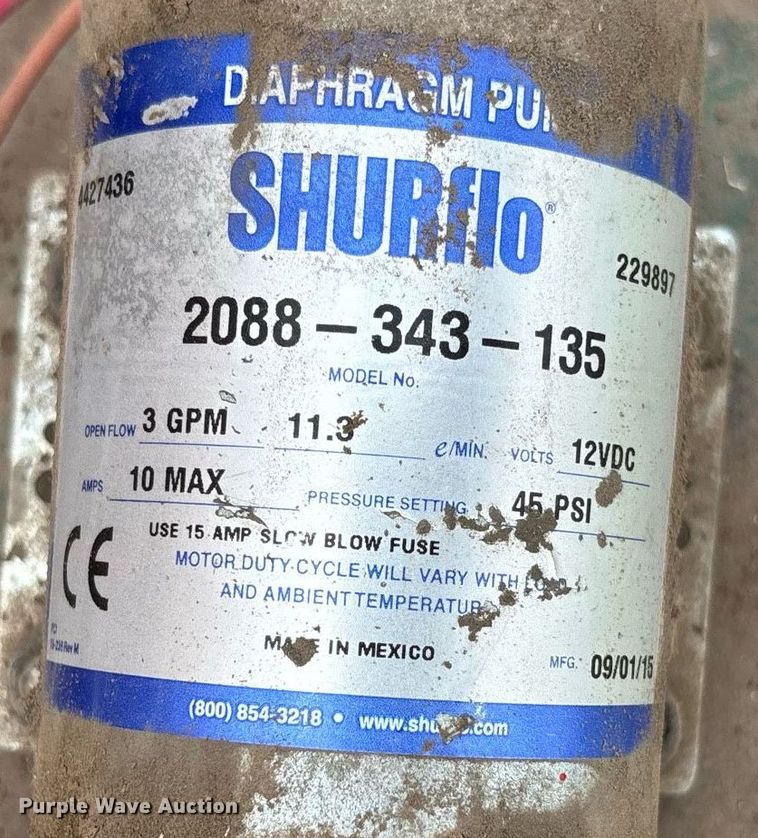 DIAPHRAGM
4427436
SHURflo®
229897
2088 – 343 – 135
MODEL No.
OPEN FLOW 3 GPM 11.3 ℓ/MIN. VOLTS 12VDC
AMPS 10 MAX PRESSURE SETTING 45 PSI
USE 15 AMP SLOW BLOW FUSE
CE
MOTOR DUTY CYCLE WILL VARY WITH LOAD
AND AMBIENT TEMPERATUR
MADE IN MEXICO
Rev M
MFG. 09/01/15
(800) 854-3218 • www.shurflo.com
Purple Wave Auction